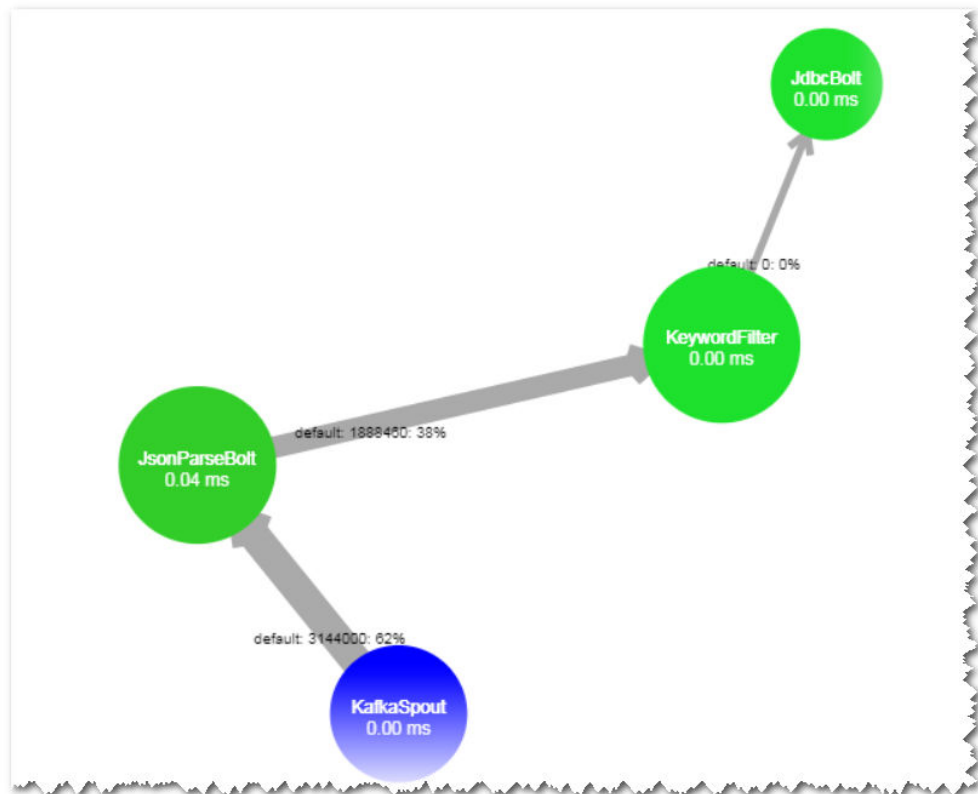 JdbcBolt
0.00 ms
default: 0: 0%
KeywordFilter
0.00 ms
default: 1888460: 38%
JsonParseBolt
0.04 ms
default: 3144000: 62%
KafkaSpout
0.00 ms